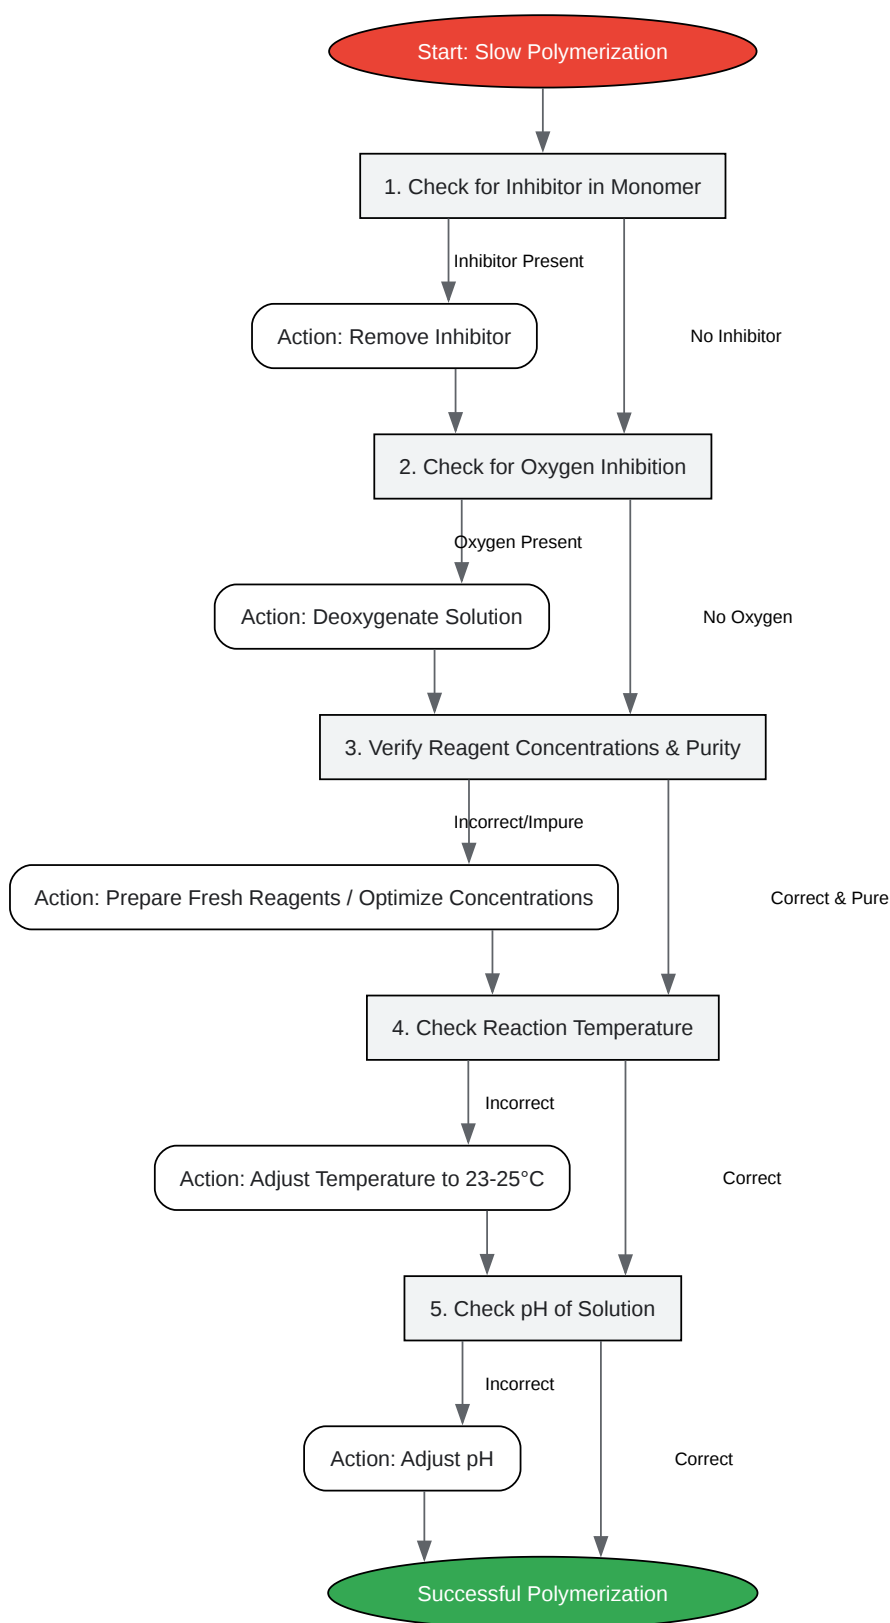 Start: Slow Polymerization
1. Check for Inhibitor in Monomer
Inhibitor Present
Action: Remove Inhibitor
No Inhibitor
2. Check for Oxygen Inhibition
Oxygen Present
Action: Deoxygenate Solution
No Oxygen
3. Verify Reagent Concentrations & Purity
Incorrect/Impure
Action: Prepare Fresh Reagents / Optimize Concentrations
Correct & Pure
4. Check Reaction Temperature
Incorrect
Action: Adjust Temperature to 23-25°C
Correct
5. Check pH of Solution
Incorrect
Action: Adjust pH
Correct
Successful Polymerization